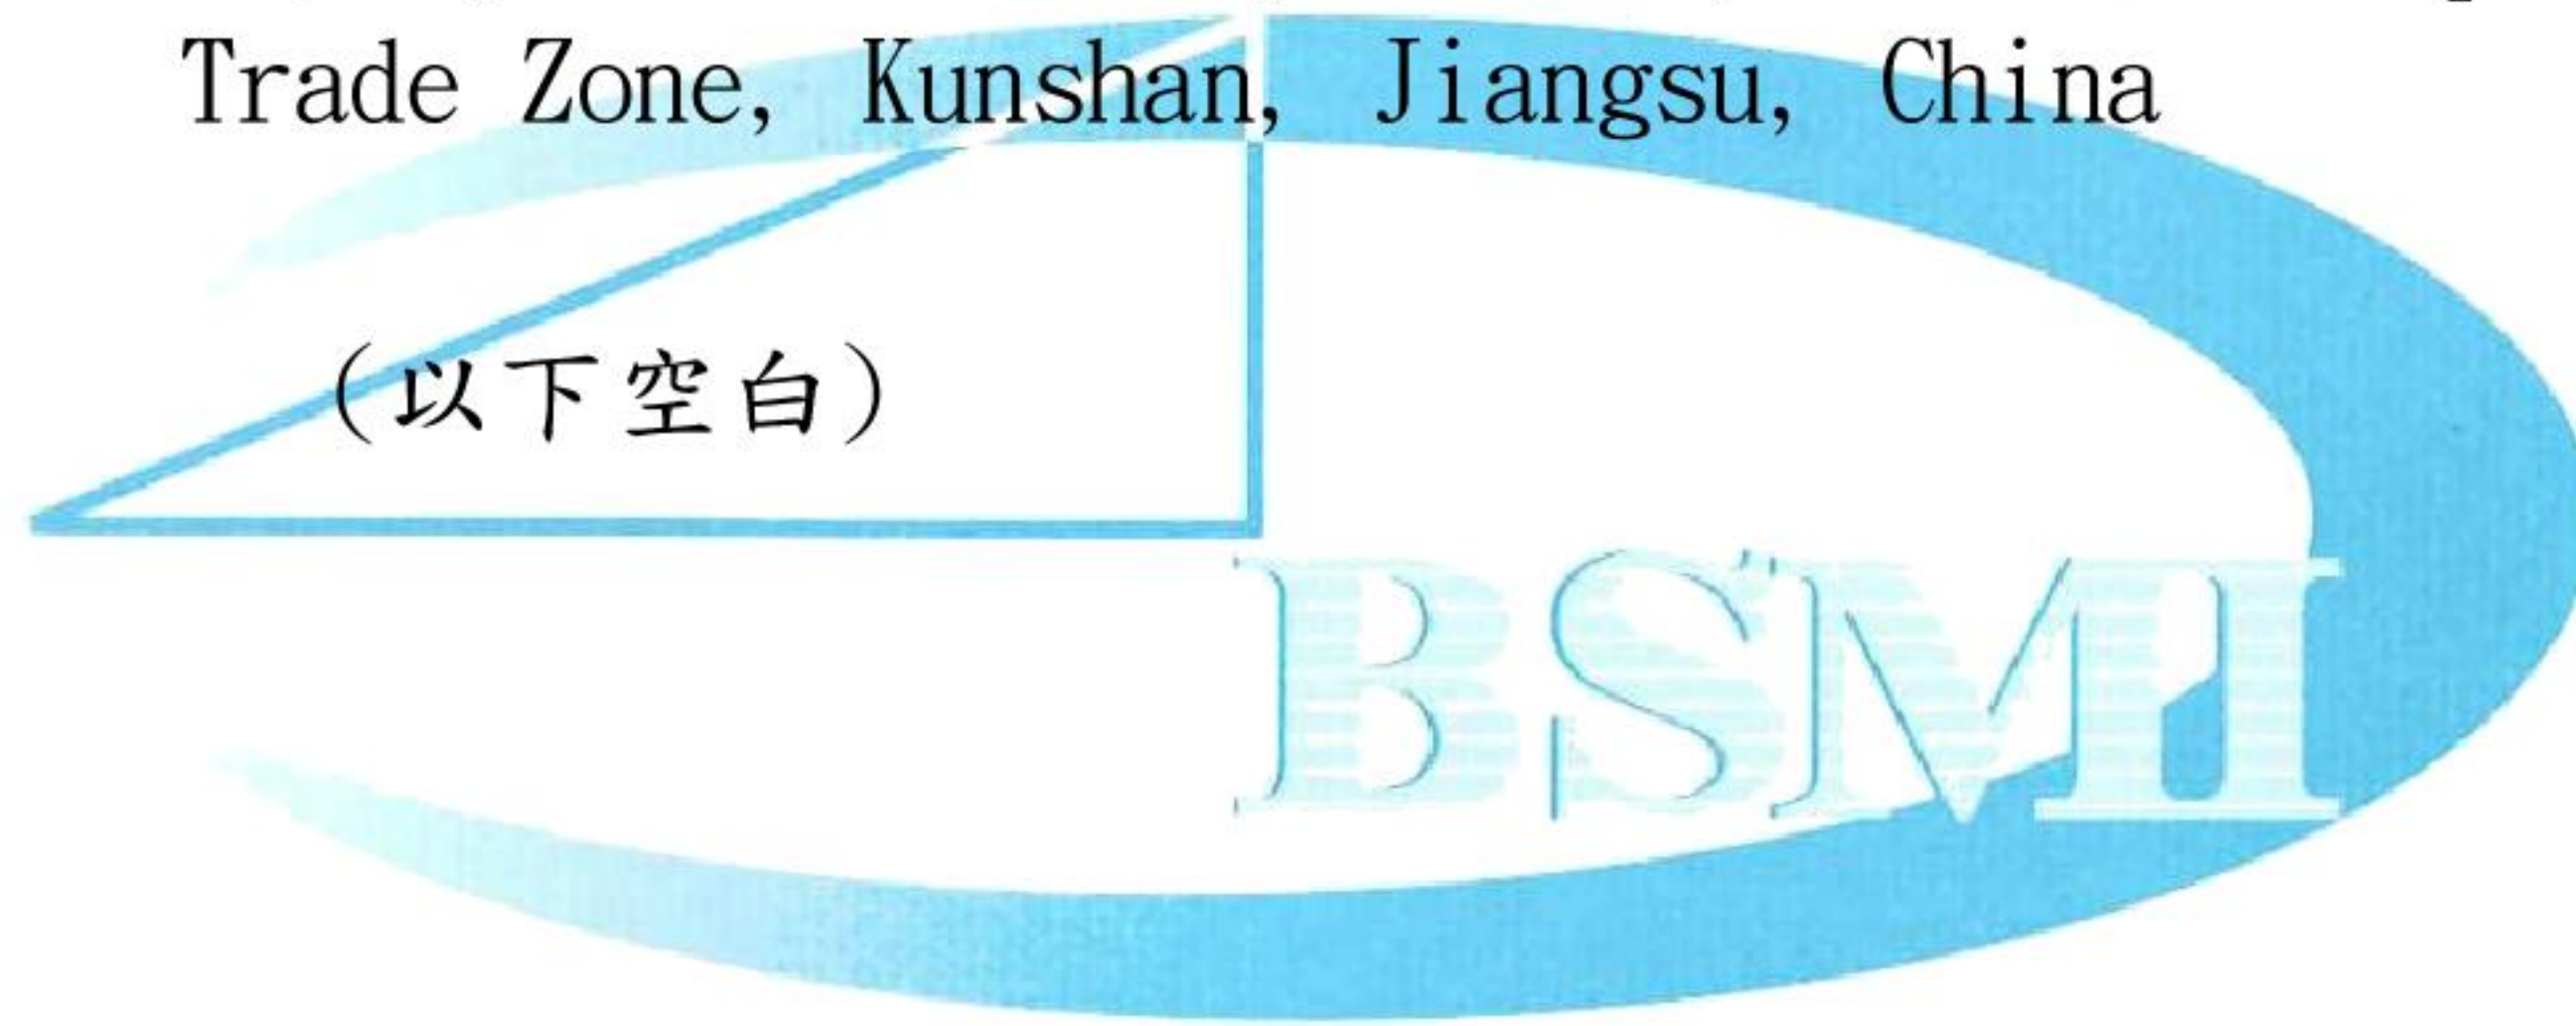 Trade Zone, Kunshan, Jiangsu, China
(以下空白)
BSMI